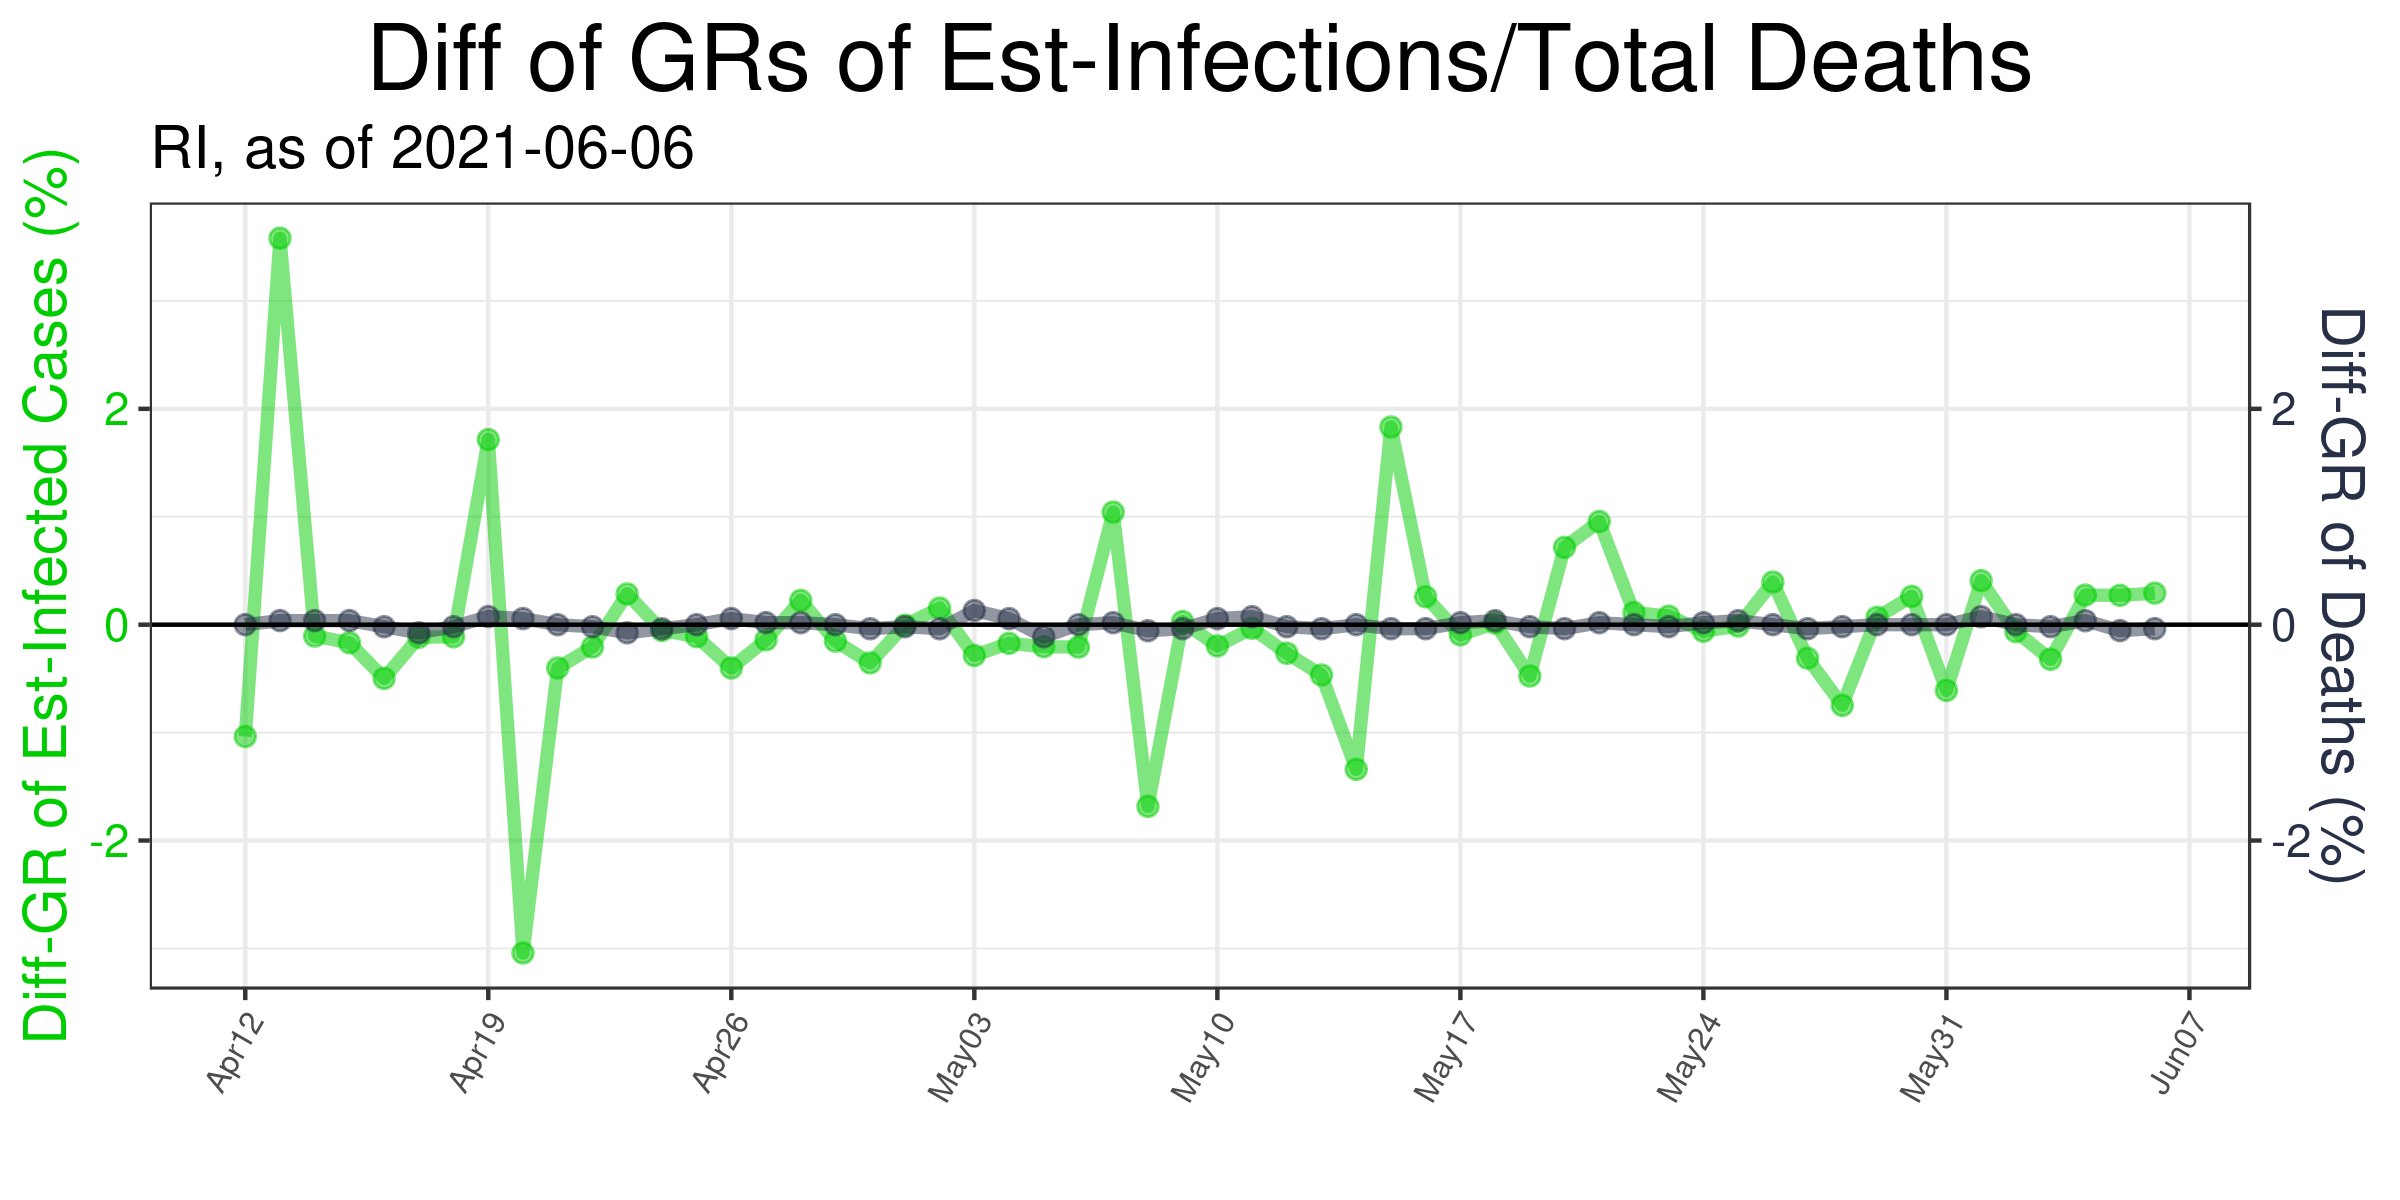 Diff of GRs of Est-Infections/Total Deaths
RI, as of 2021-06-06
Diff-GR of Est-Infected Cases (%)
2
0
-2
2
0
-2
Diff-GR of Deaths (%)
Apr12
Apr19
Apr26
May03
May10
May17
May24
May31
Jun07